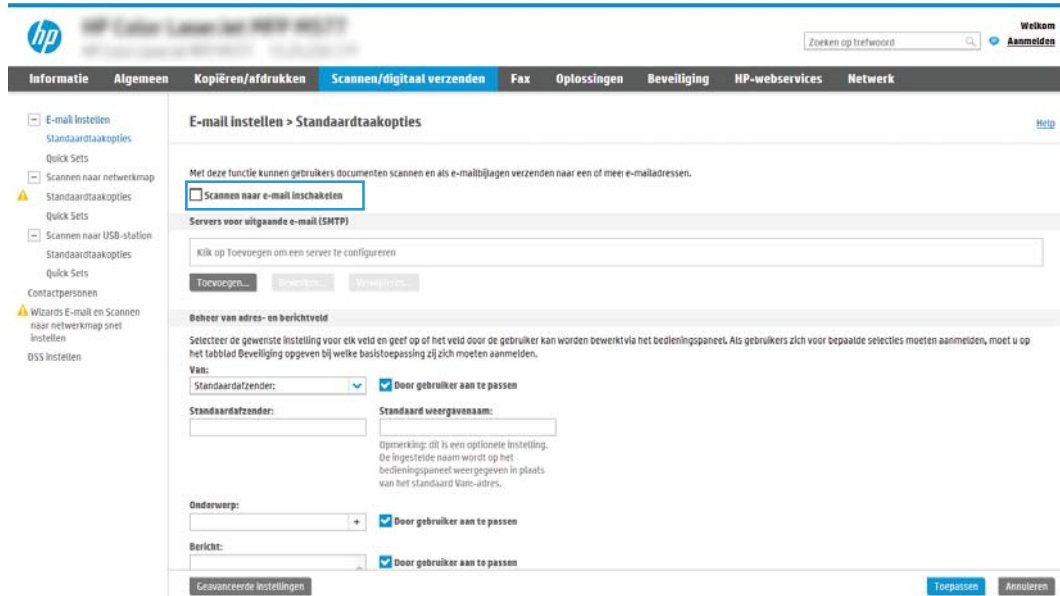 hp
Welkom
Zoeken op trefwoord
Aanmelden
Informatie Algemeen Kopiëren/afdrukken Scannen/digitaal verzenden Fax Oplossingen Beveiliging HP-webservices Netwerk
E-mail instellen
Standaardtaakopties
Quick Sets
Scannen naar netwerkmap
Standaardtaakopties
Quick Sets
Scannen naar USB-station
Standaardtaakopties
Quick Sets
Contactpersonen
Wizards E-mail en Scannen
naar netwerkmap snel
instellen
DSS instellen
E-mail instellen > Standaardtaakopties
Help
Met deze functie kunnen gebruikers documenten scannen en als e-mailbijlagen verzenden naar een of meer e-mailadressen.
Scannen naar e-mail inschakelen
Servers voor uitgaande e-mail (SMTP)
Klik op Toevoegen om een server te configureren
Toevoegen... Bewerken... Verwijderen...
Beheer van adres- en berichtveld
Selecteer de gewenste instelling voor elk veld en geef op of het veld door de gebruiker kan worden bewerkt via het bedieningspaneel. Als gebruikers zich voor bepaalde selecties moeten aanmelden, moet u op
het tabblad Beveiliging opgeven bij welke basistoepassing zij zich moeten aanmelden.
Van:
Standaardafzender: Door gebruiker aan te passen
Standaardafzender: Standaard weergavenaam:
Opmerking: dit is een optionele instelling.
De ingestelde naam wordt op het
bedieningspaneel weergegeven in plaats
van het standaard Van:-adres.
Onderwerp:
+ Door gebruiker aan te passen
Bericht:
Door gebruiker aan te passen
Geavanceerde instellingen Toepassen Annuleren